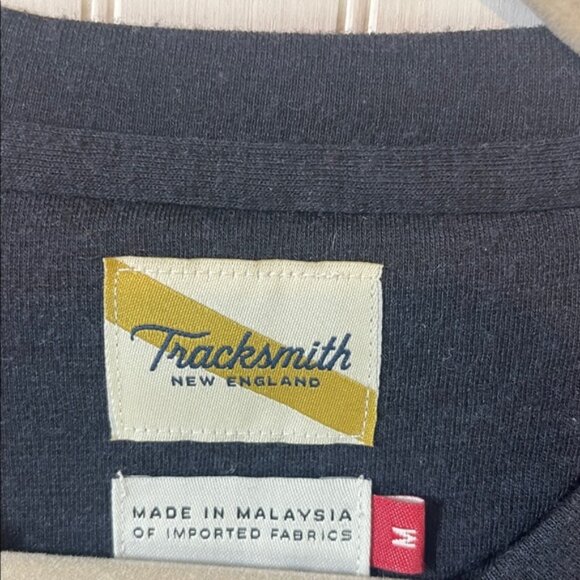 Tracksmith
NEW ENGLAND
MADE IN MALAYSIA
OF IMPORTED FABRICS
M